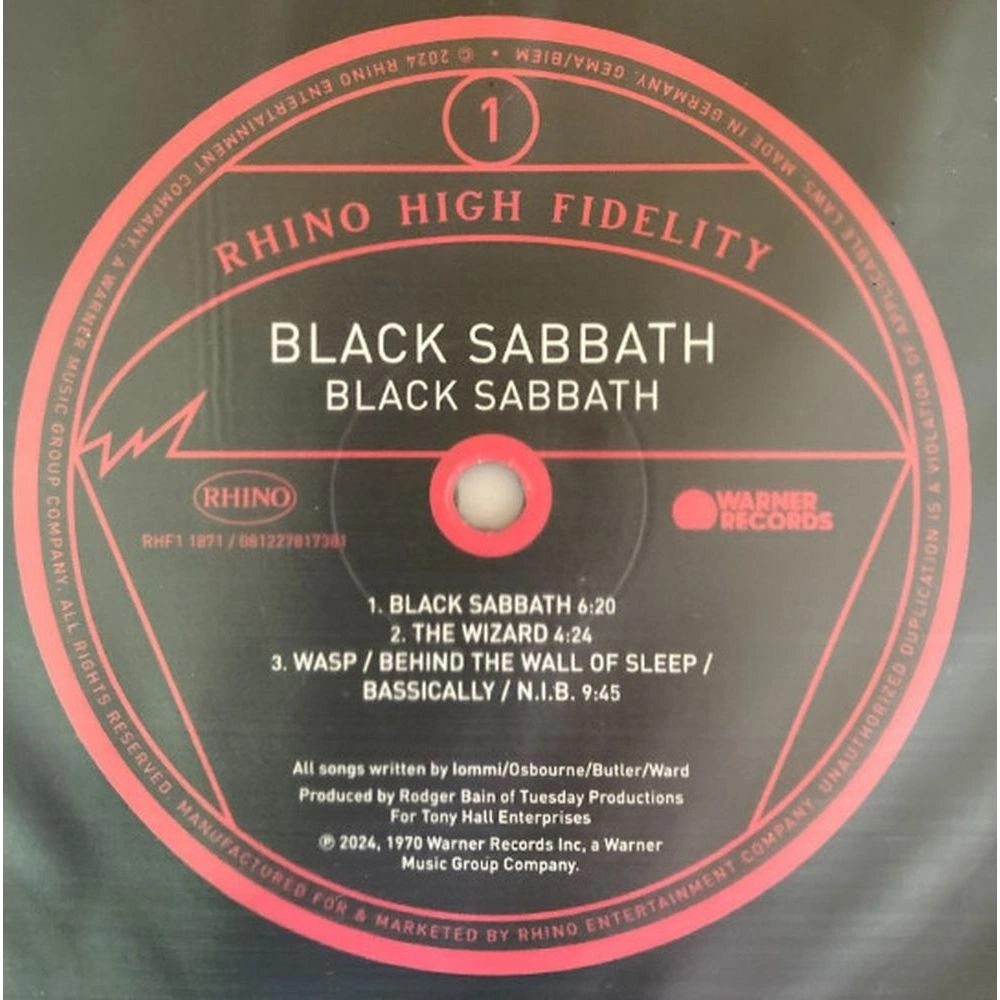 1
RHINO HIGH FIDELITY
BLACK SABBATH
BLACK SABBATH
RHINO
WARNER
RECORDS
RHF1 1871 / 081227817381
1. BLACK SABBATH 6:20
2. THE WIZARD 4:24
3. WASP / BEHIND THE WALL OF SLEEP /
BASSICALLY / N.I.B. 9:45
All songs written by Iommi/Osbourne/Butler/Ward
Produced by Rodger Bain of Tuesday Productions
For Tony Hall Enterprises
℗ 2024, 1970 Warner Records Inc, a Warner
Music Group Company.
© 2024 RHINO ENTERTAINMENT COMPANY, A WARNER MUSIC GROUP COMPANY. ALL RIGHTS RESERVED. MANUFACTURED FOR & MARKETED BY RHINO ENTERTAINMENT COMPANY. UNAUTHORIZED DUPLICATION IS A VIOLATION OF APPLICABLE LAWS. MADE IN GERMANY. GEMA/BIEM •